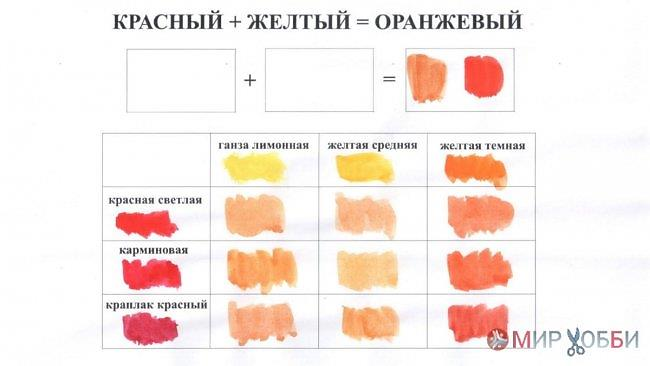 КРАСНЫЙ + ЖЕЛТЫЙ = ОРАНЖЕВЫЙ
+ =
ганза лимонная желтая средняя желтая темная
красная светлая
карминовая
краплак красный
МИР ХОББИ